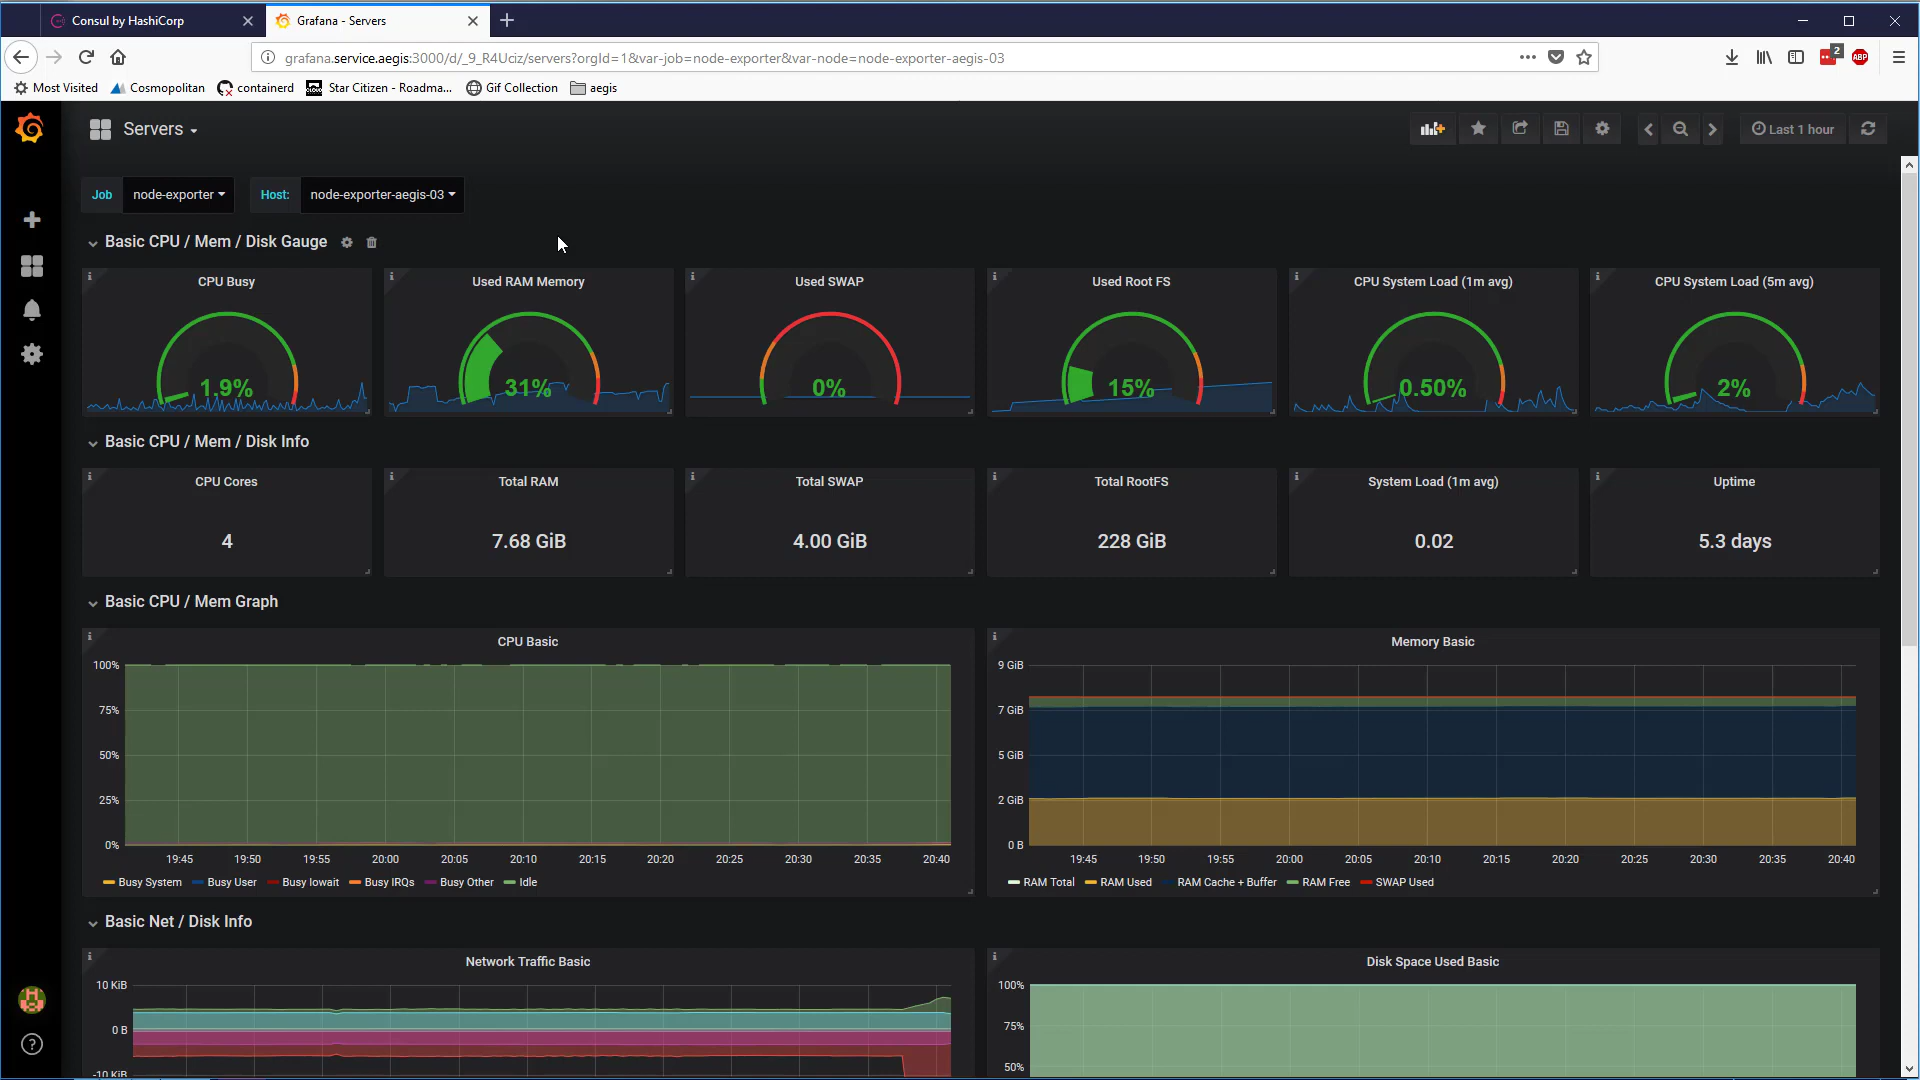 Consul by HashiCorp
Grafana - Servers
grafana.service.aegis:3000/d/_9_R4Uciz/servers?orgId=1&var-job=node-exporter&var-node=node-exporter-aegis-03
2
ABP
Most Visited Cosmopolitan containerd Star Citizen - Roadma... Gif Collection aegis
Servers
Last 1 hour
Job node-exporter Host: node-exporter-aegis-03
Basic CPU / Mem / Disk Gauge
CPU Busy Used RAM Memory Used SWAP Used Root FS CPU System Load (1m avg) CPU System Load (5m avg)
1.9% 31% 0% 15% 0.50% 2%
Basic CPU / Mem / Disk Info
CPU Cores Total RAM Total SWAP Total RootFS System Load (1m avg) Uptime
4 7.68 GiB 4.00 GiB 228 GiB 0.02 5.3 days
Basic CPU / Mem Graph
CPU Basic
100%
75%
50%
25%
0%
19:45 19:50 19:55 20:00 20:05 20:10 20:15 20:20 20:25 20:30 20:35 20:40
Busy System Busy User Busy Iowait Busy IRQs Busy Other Idle
Memory Basic
9 GiB
7 GiB
5 GiB
2 GiB
0 B
19:45 19:50 19:55 20:00 20:05 20:10 20:15 20:20 20:25 20:30 20:35 20:40
RAM Total RAM Used RAM Cache + Buffer RAM Free SWAP Used
Basic Net / Disk Info
Network Traffic Basic
10 KiB
0 B
-10 KiB
Disk Space Used Basic
100%
75%
50%